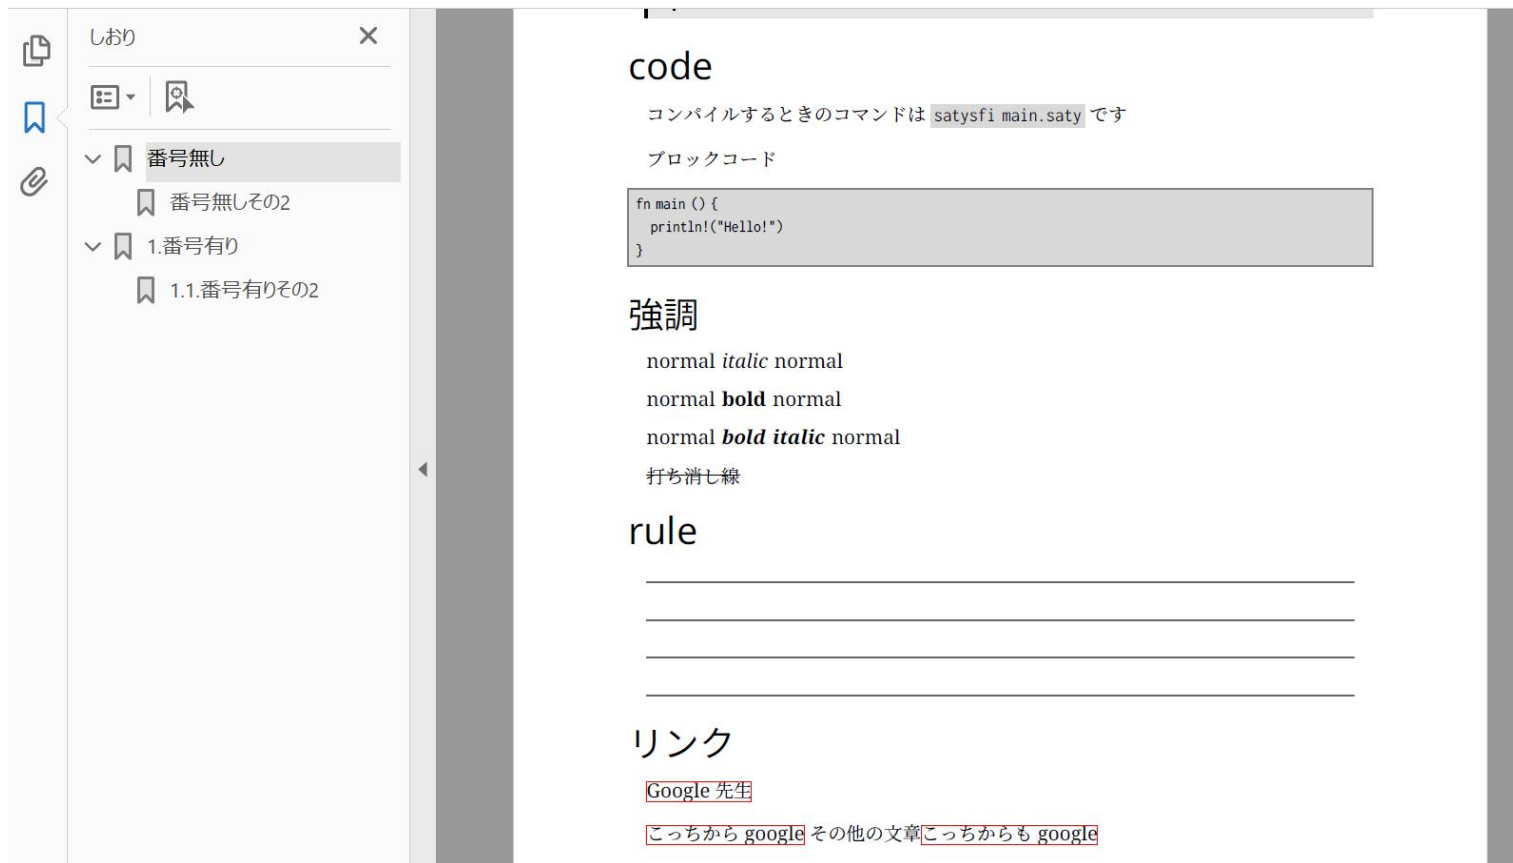 しおり
番号無し
番号無しその2
1.番号有り
1.1.番号有りその2
code
コンパイルするときのコマンドは satysfi main.saty です
ブロックコード
fn main () {
println!("Hello!")
}
強調
normal italic normal
normal bold normal
normal bold italic normal
打ち消し線
rule
リンク
Google 先生
こっちから google その他の文章こっちからも google